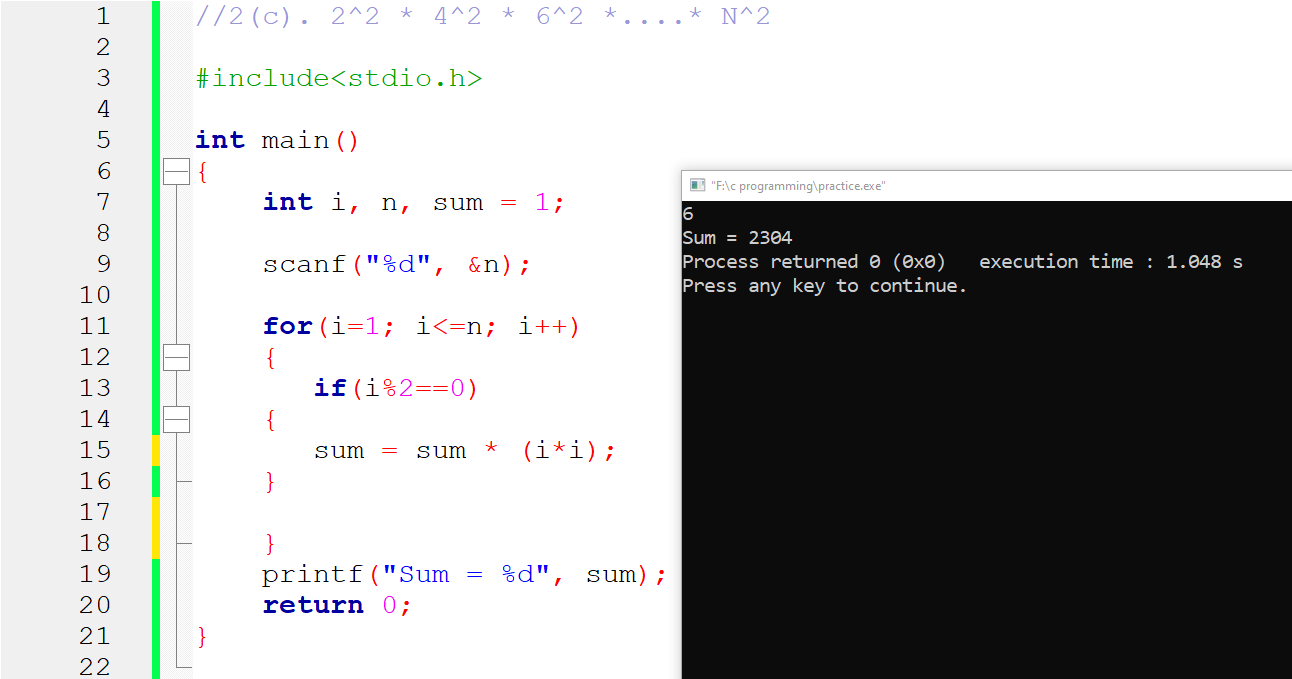 1 //2(c). 2^2 * 4^2 * 6^2 *....* N^2
2
3 #include<stdio.h>
4
5 int main()
6 {
7 int i, n, sum = 1;
8
9 scanf("%d", &n);
10
11 for(i=1; i<=n; i++)
12 {
13 if(i%2==0)
14 {
15 sum = sum * (i*i);
16 }
17
18 }
19 printf("Sum = %d", sum);
20 return 0;
21 }
22
"F:\c programming\practice.exe"
6
Sum = 2304
Process returned 0 (0x0)   execution time : 1.048 s
Press any key to continue.